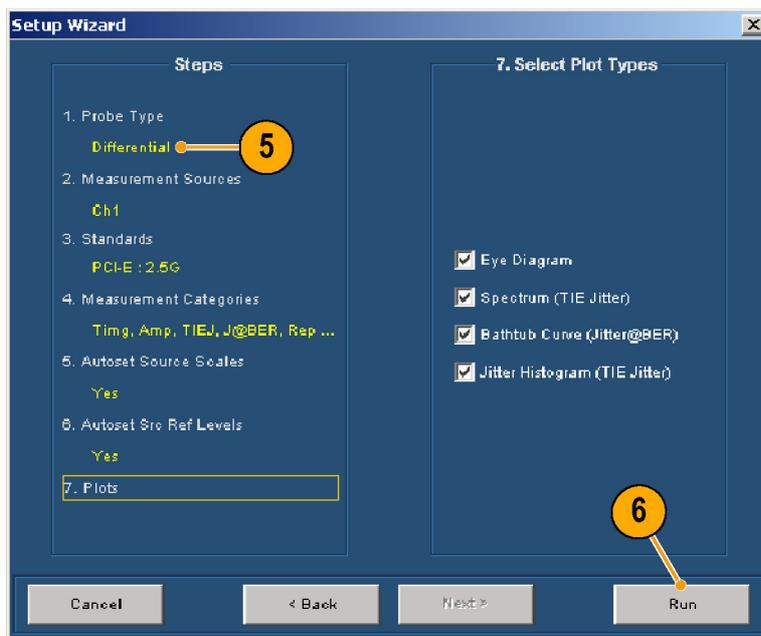 Setup Wizard
Steps
1. Probe Type
Differential
5
2. Measurement Sources
Ch1
3. Standards
PCI-E : 2.5G
4. Measurement Categories
Timg, Amp, TIEJ, J@BER, Rep ...
5. Autoset Source Scales
Yes
6. Autoset Src Ref Levels
Yes
7. Plots
7. Select Plot Types
Eye Diagram
Spectrum (TIE Jitter)
Bathtub Curve (Jitter@BER)
Jitter Histogram (TIE Jitter)
6
Cancel
< Back
Next >
Run